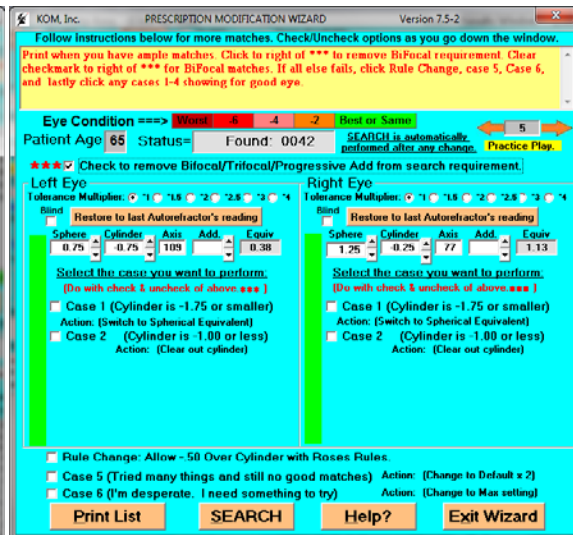 KOM, Inc. PRESCRIPTION MODIFICATION WIZARD Version 7.5-2
Follow instructions below for more matches. Check/Uncheck options as you go down the window.
Print when you have ample matches. Click to right of *** to remove BiFocal requirement. Clear
checkmark to right of *** for BiFocal matches. If all else fails, click Rule Change, case 5, Case 6,
and lastly click any cases 1-4 showing for good eye.
Eye Condition ===> Worst -6 -4 -2 Best or Same
5
Patient Age 65 Status= Found: 0042 SEARCH is automatically
performed after any change. Practice Play.
*** Check to remove Bifocal/Trifocal/Progressive Add from search requirement.
Left Eye
Tolerance Multiplier: *1 *1.5 *2 *2.5 *3 *4
Blind Restore to last Autorefractor's reading
Sphere Cylinder Axis Add. Equiv
0.75 -0.75 109 0.38
Select the case you want to perform:
(Do with check & uncheck of above.*** )
Case 1 (Cylinder is -1.75 or smaller)
Action: (Switch to Spherical Equivalent)
Case 2 (Cylinder is -1.00 or less)
Action: (Clear out cylinder)
Right Eye
Tolerance Multiplier: *1 *1.5 *2 *2.5 *3 *4
Blind Restore to last Autorefractor's reading
Sphere Cylinder Axis Add. Equiv
1.25 -0.25 77 1.13
Select the case you want to perform:
(Do with check & uncheck of above.*** )
Case 1 (Cylinder is -1.75 or smaller)
Action: (Switch to Spherical Equivalent)
Case 2 (Cylinder is -1.00 or less)
Action: (Clear out cylinder)
Rule Change: Allow -.50 Over Cylinder with Roses Rules.
Case 5 (Tried many things and still no good matches) Action: (Change to Default x 2)
Case 6 (I'm desperate. I need something to try) Action: (Change to Max setting)
Print List SEARCH Help? Exit Wizard